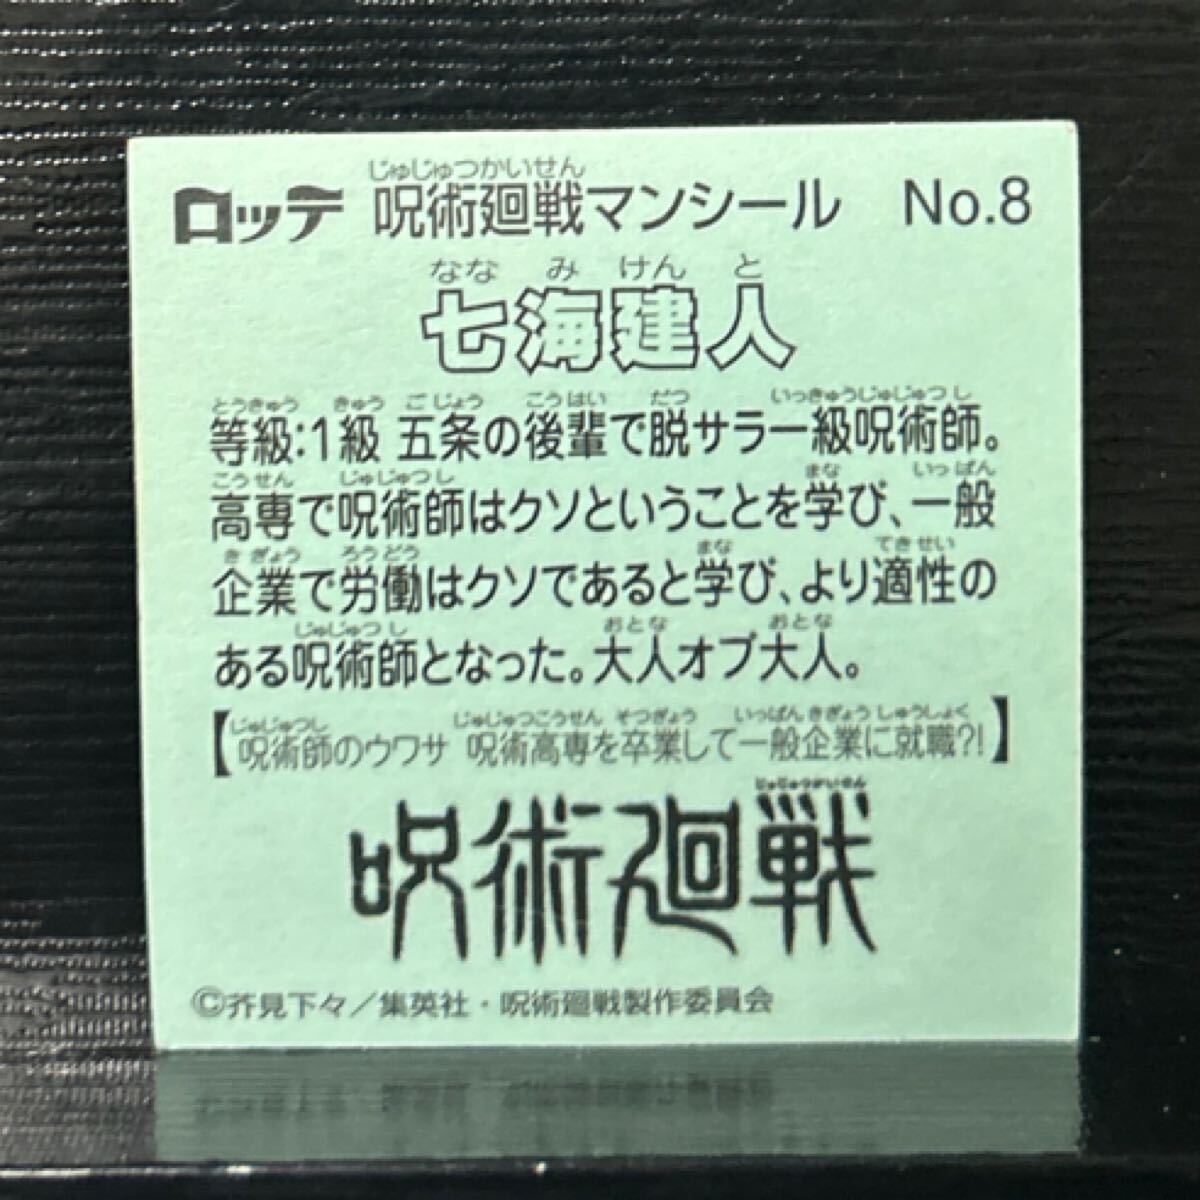 じゅじゅつかいせん
ロッテ 呪術廻戦マンシール No.8
ななみけんと
七海建人
とうきゅう きゅう ごじょう こうはい だつ いっきゅうじゅじゅつし
等級:1級 五条の後輩で脱サラ一級呪術師。
こうせん じゅじゅつし まな いっぱん
高専で呪術師はクソということを学び、一般
きぎょう ろうどう まな てきせい
企業で労働はクソであると学び、より適性の
じゅじゅつし おとな おとな
ある呪術師となった。大人オブ大人。
じゅじゅつし じゅじゅつこうせん そつぎょう いっぱんきぎょう しゅうしょく
【呪術師のウワサ 呪術高専を卒業して一般企業に就職?!】
じゅじゅつかいせん
呪術廻戦
©芥見下々/集英社・呪術廻戦製作委員会